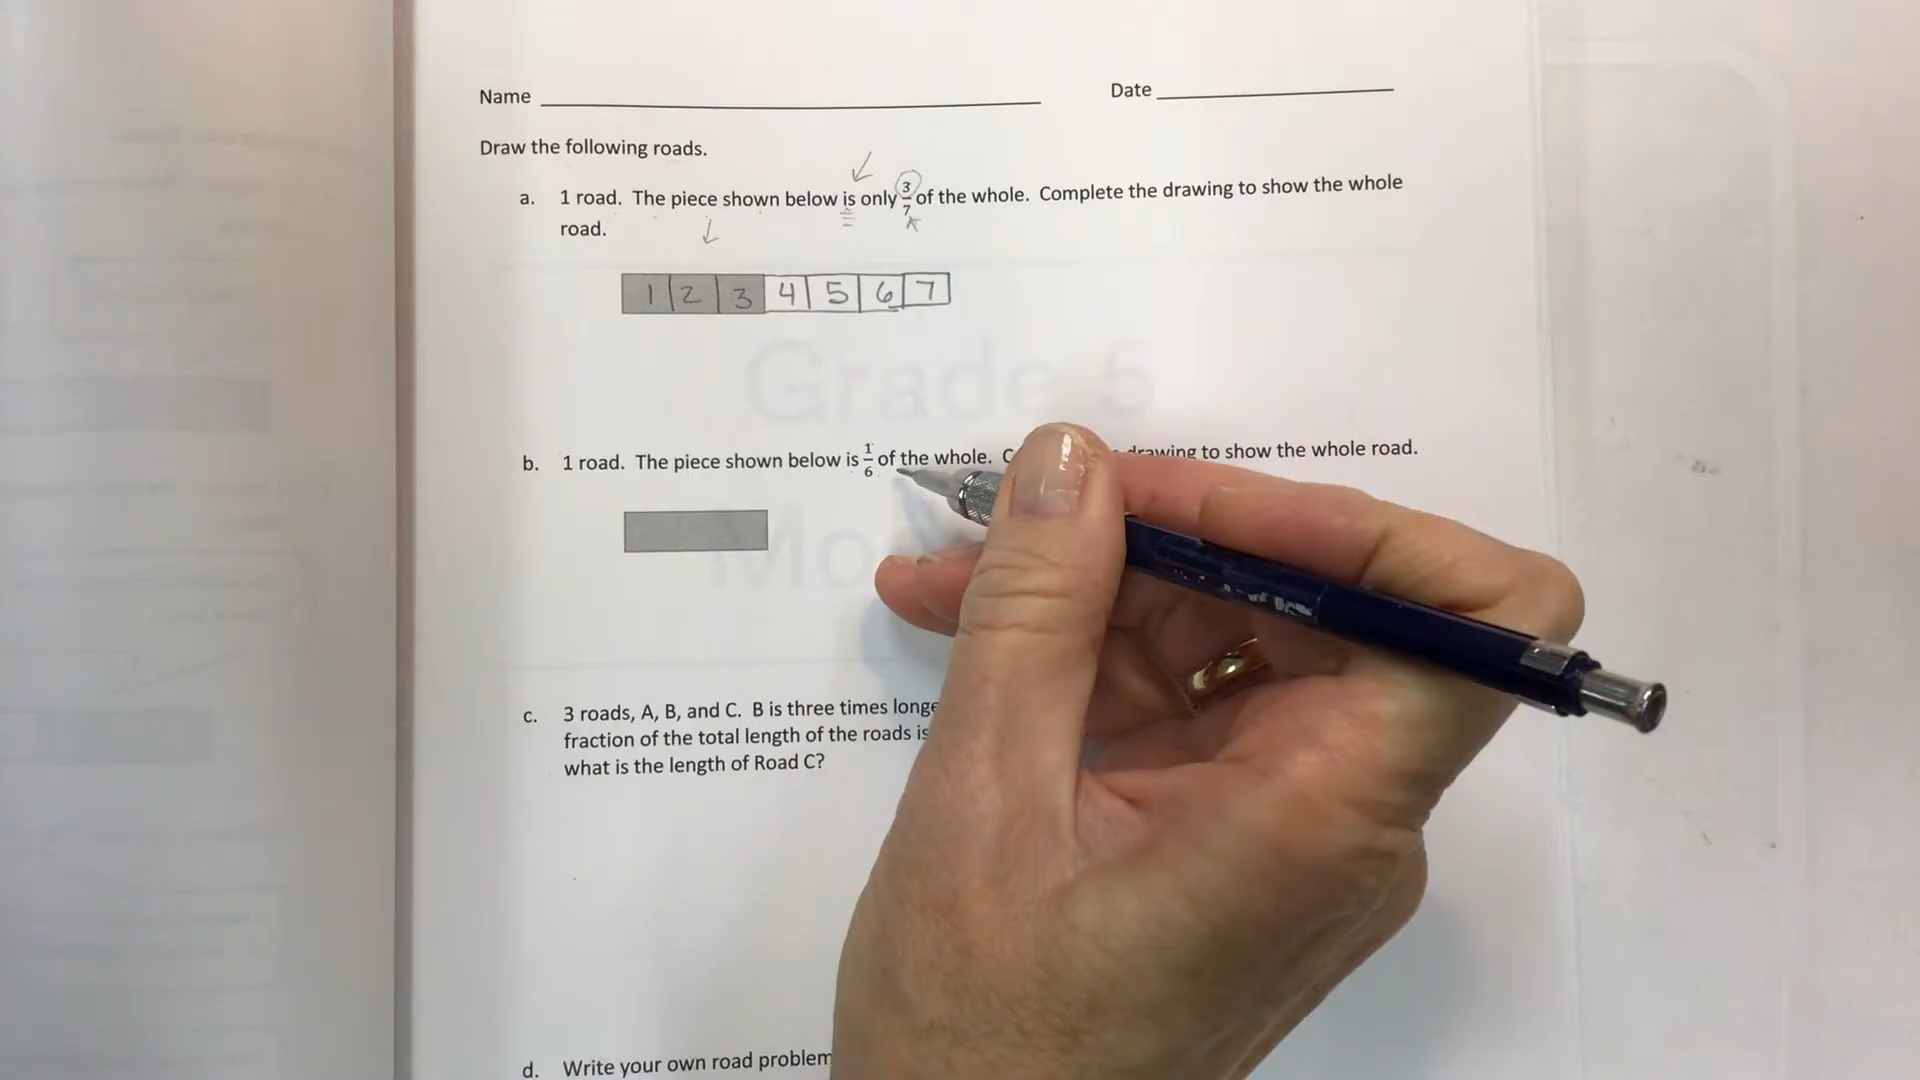 Name Date
Draw the following roads.
a. 1 road. The piece shown below is only 3/7 of the whole. Complete the drawing to show the whole
road.
1 2 3 4 5 6 7
Grade 5
b. 1 road. The piece shown below is 1/6 of the whole. drawing to show the whole road.
c. 3 roads, A, B, and C. B is three times
fraction of the total length of the roads is
what is the length of Road C?
d. Write your own road problem